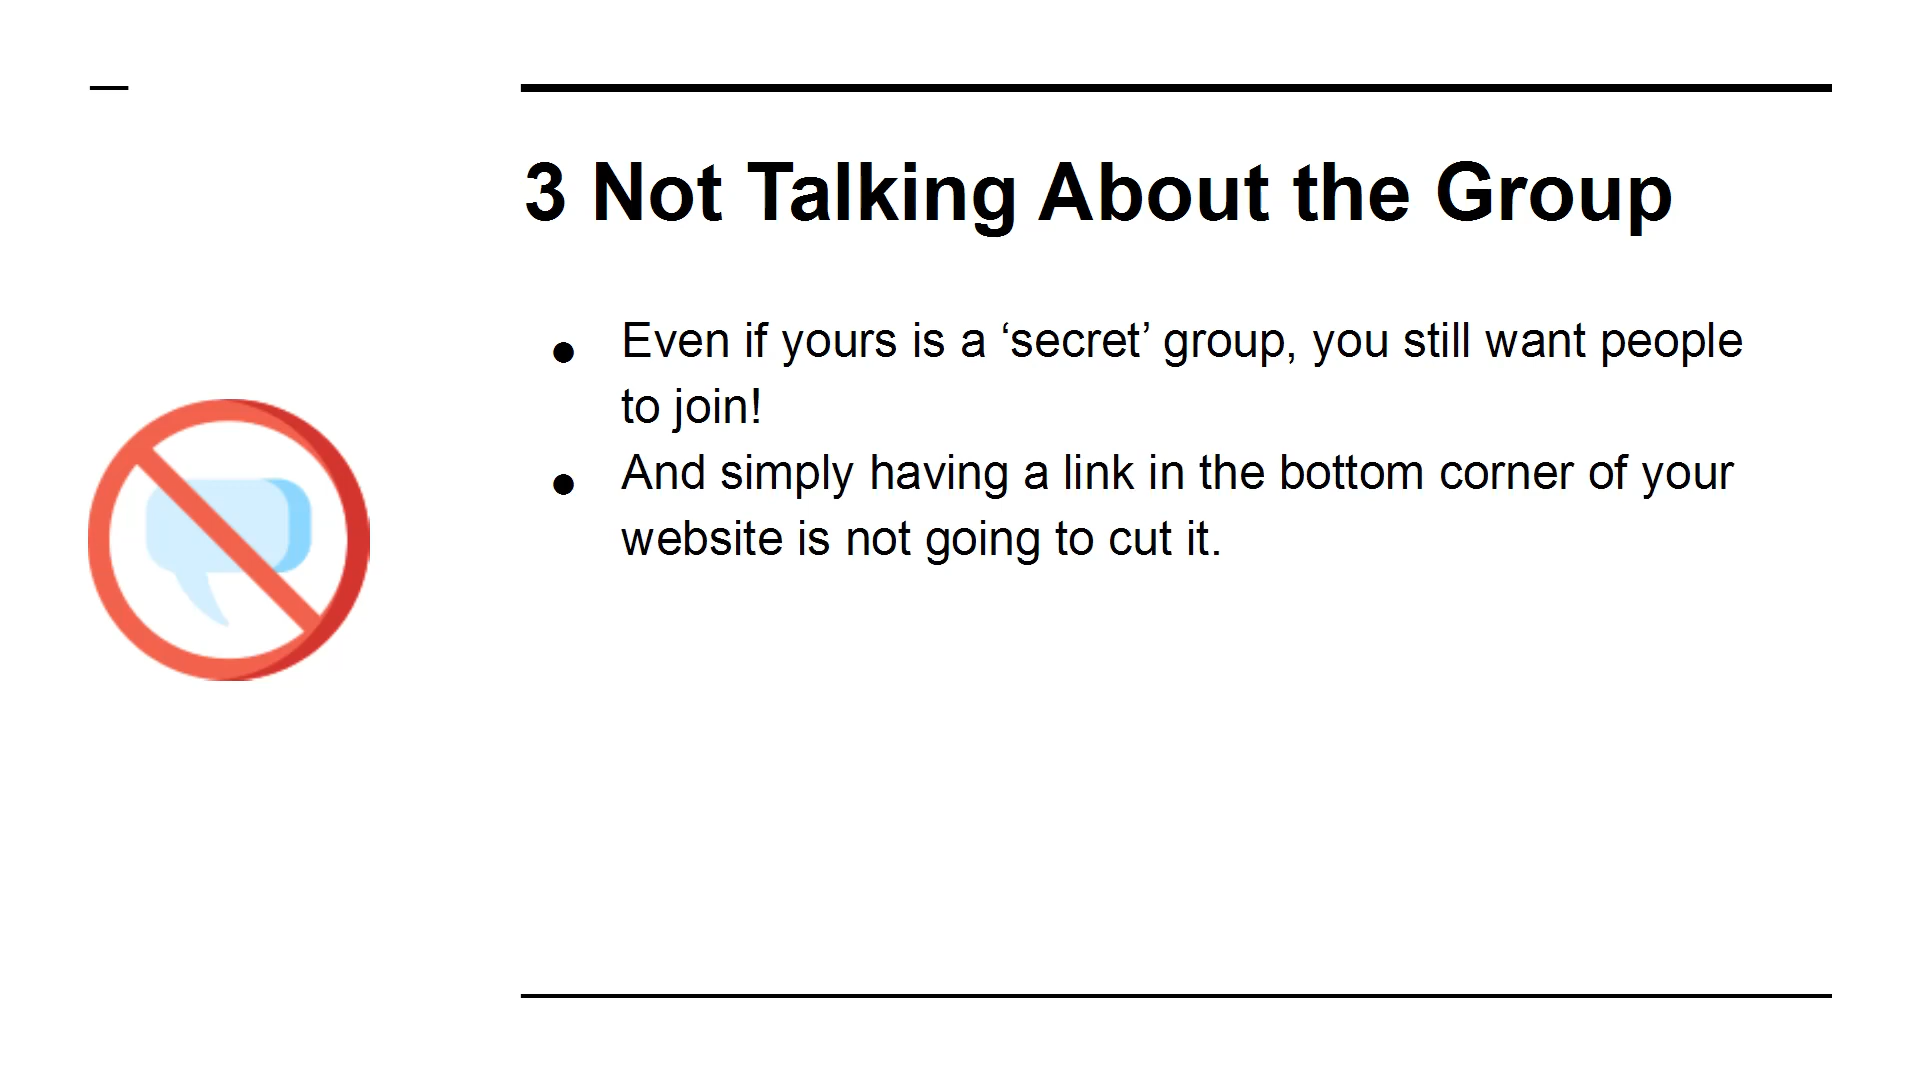 3 Not Talking About the Group
● Even if yours is a ‘secret’ group, you still want people
to join!
● And simply having a link in the bottom corner of your
website is not going to cut it.